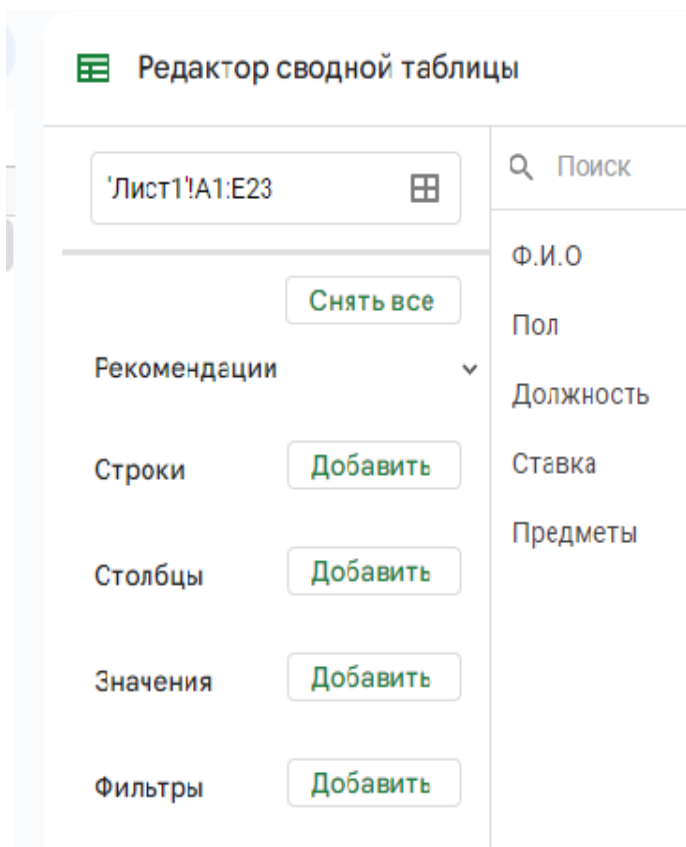 Редактор сводной таблицы
'Лист1'!A1:E23
Снять все
Рекомендации
Строки Добавить
Столбцы Добавить
Значения Добавить
Фильтры Добавить
Поиск
Ф.И.О
Пол
Должность
Ставка
Предметы